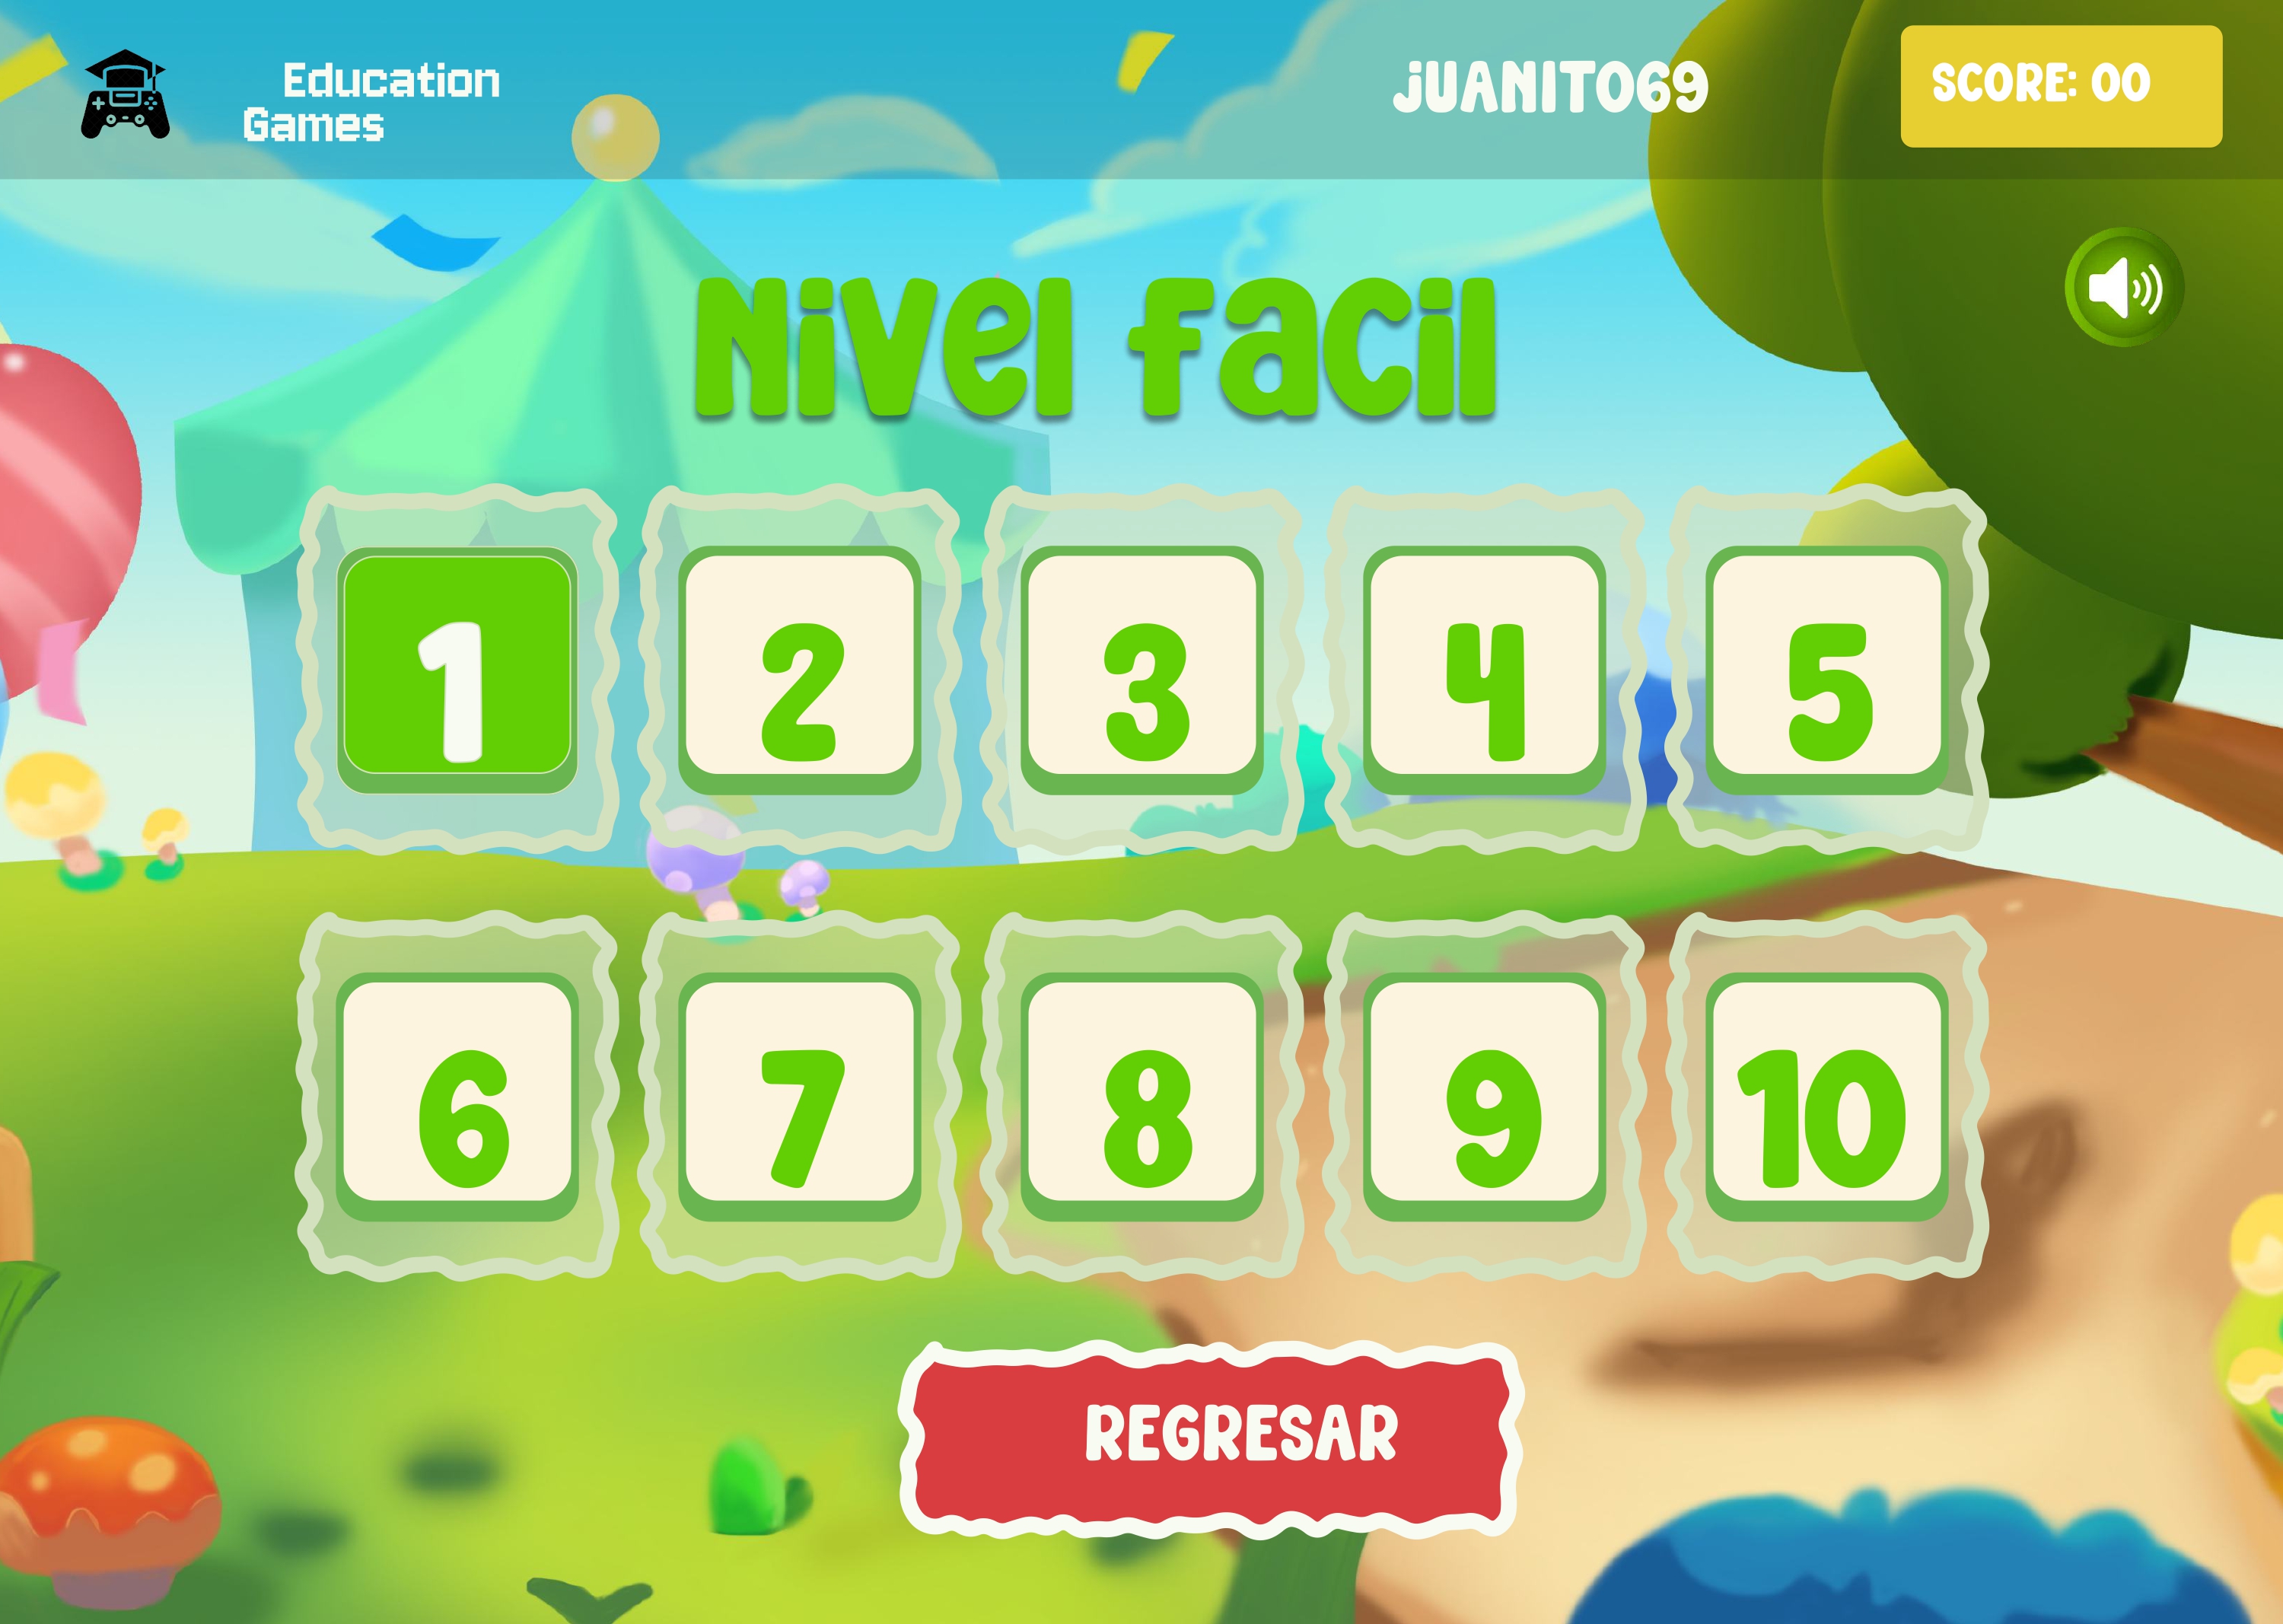 Education
Games
jUANITO69
SCORE: 00
Nivel facil
1 2 3 4 5
6 7 8 9 10
REGRESAR